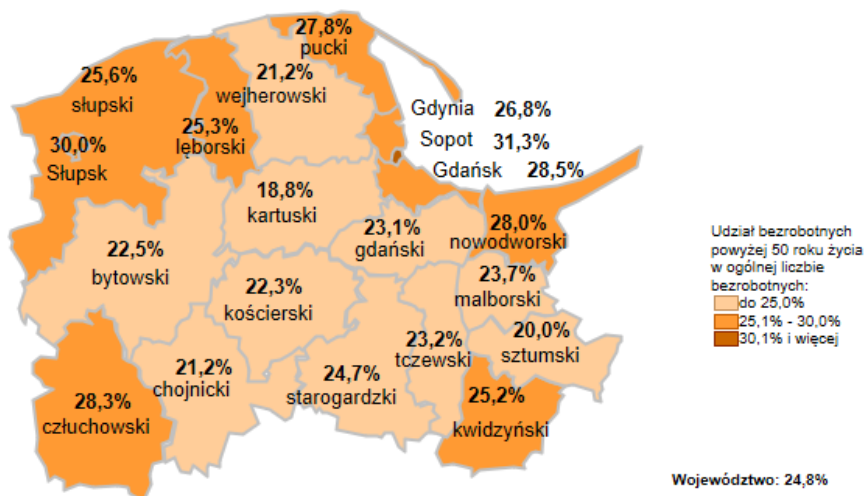 27,8%
pucki
25,6%
słupski
21,2%
wejherowski
Gdynia 26,8%
25,3%
lęborski
Sopot 31,3%
30,0%
Słupsk
Gdańsk 28,5%
18,8%
kartuski
23,1%
gdański
28,0%
nowodworski
22,5%
bytowski
22,3%
kościerski
23,7%
malborski
23,2%
tczewski
20,0%
sztumski
21,2%
chojnicki
24,7%
starogardzki
28,3%
człuchowski
25,2%
kwidzyński
Udział bezrobotnych
powyżej 50 roku życia
w ogólnej liczbie
bezrobotnych:
do 25,0%
25,1% - 30,0%
30,1% i więcej
Województwo: 24,8%